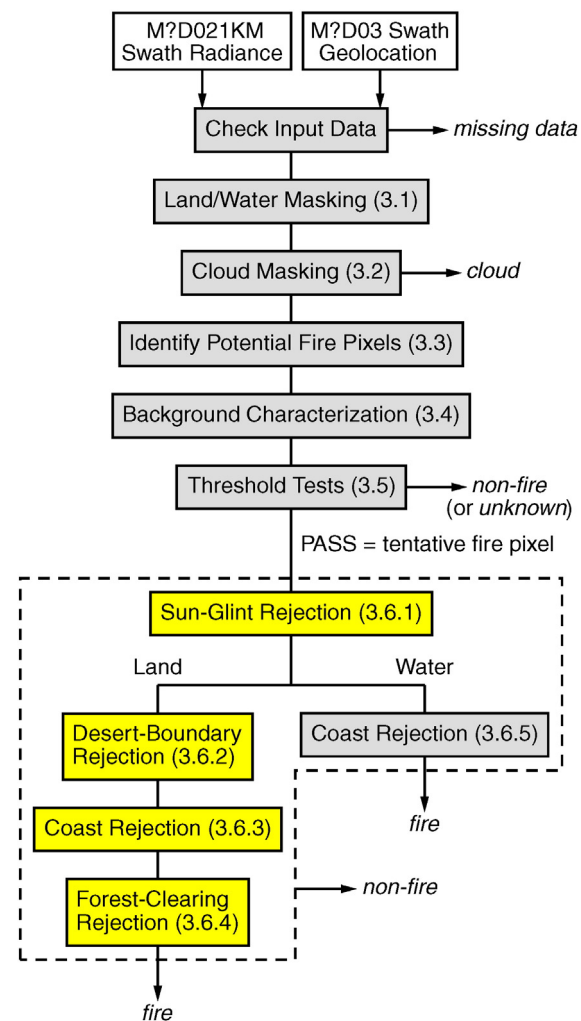 M?D021KM
Swath Radiance
M?D03 Swath
Geolocation
Check Input Data
missing data
Land/Water Masking (3.1)
Cloud Masking (3.2)
cloud
Identify Potential Fire Pixels (3.3)
Background Characterization (3.4)
Threshold Tests (3.5)
non-fire
(or unknown)
PASS = tentative fire pixel
Sun-Glint Rejection (3.6.1)
Land
Water
Desert-Boundary
Rejection (3.6.2)
Coast Rejection (3.6.5)
Coast Rejection (3.6.3)
fire
Forest-Clearing
Rejection (3.6.4)
non-fire
fire